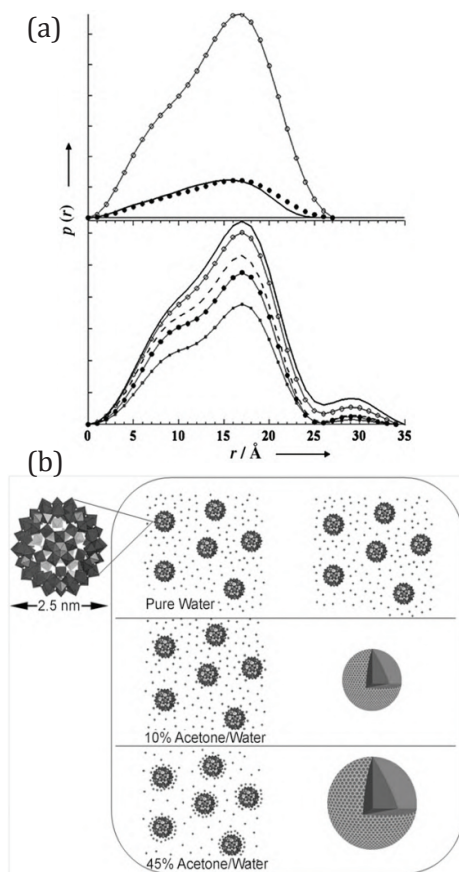 (a)
p (r)
0 5 10 15 20 25 30 35
r / Å
(b)
2.5 nm
Pure Water
10% Acetone/Water
45% Acetone/Water